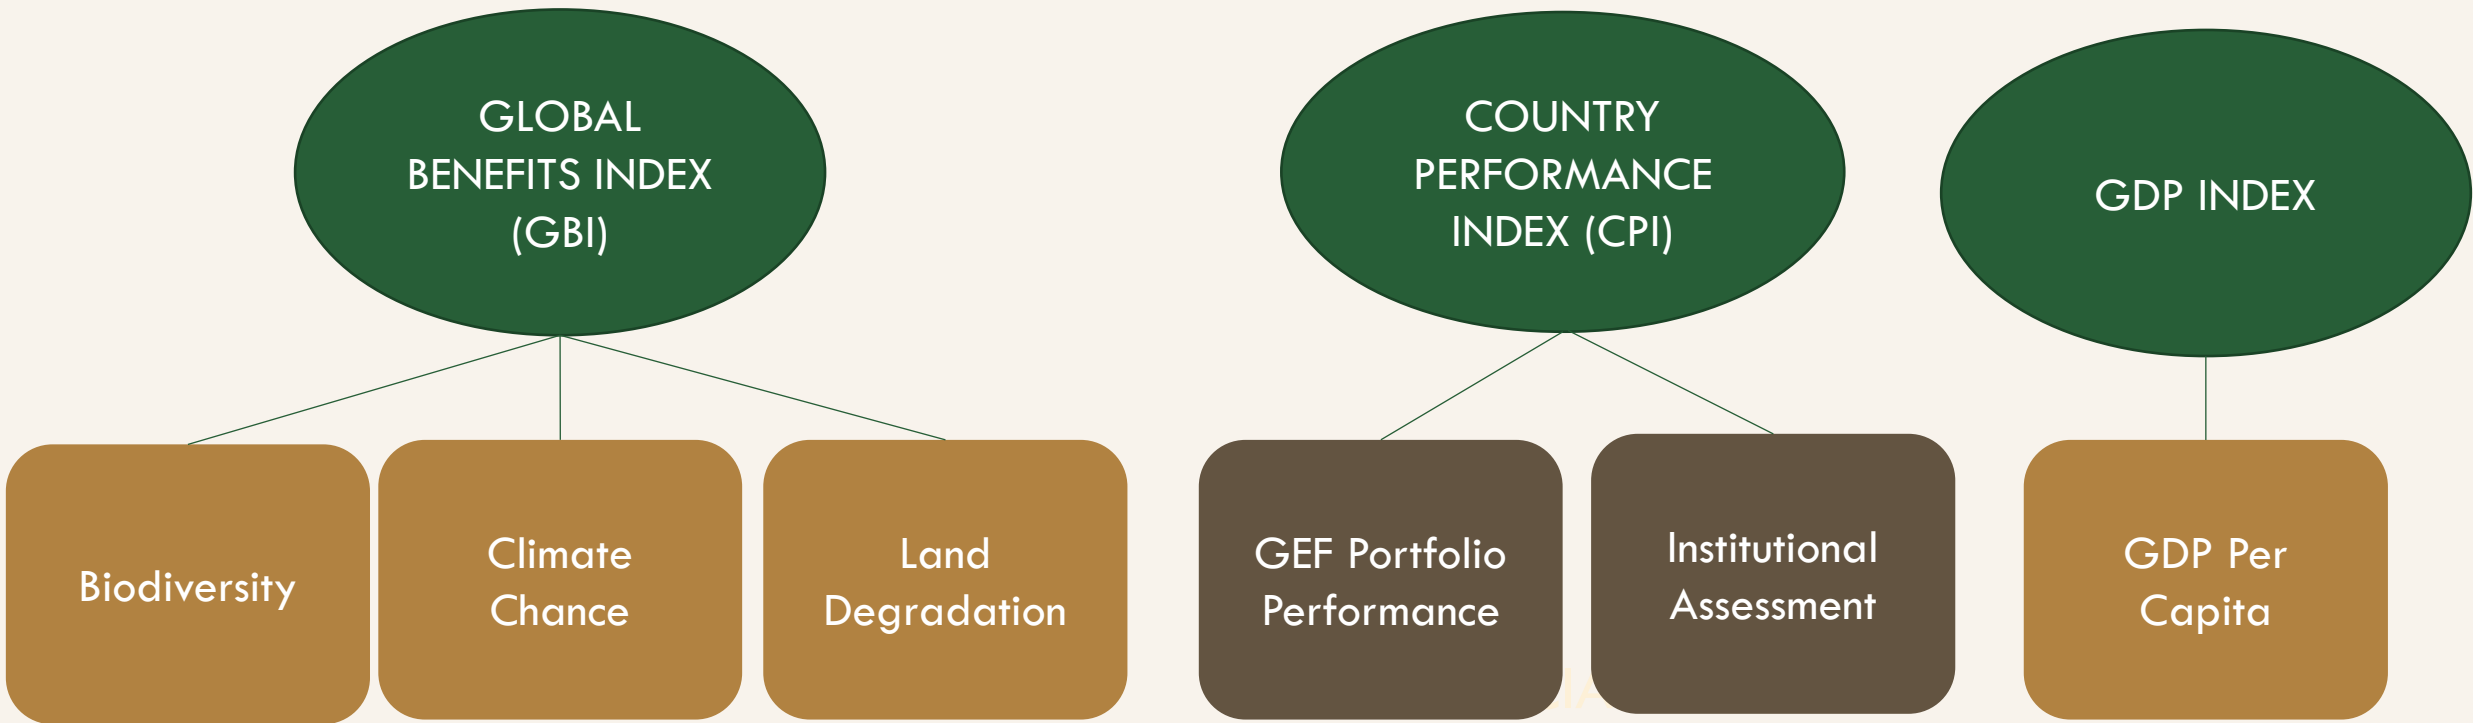 GLOBAL
BENEFITS INDEX
(GBI)
COUNTRY
PERFORMANCE
INDEX (CPI)
GDP INDEX
Biodiversity
Climate
Chance
Land
Degradation
GEF Portfolio
Performance
Institutional
Assessment
GDP Per
Capita